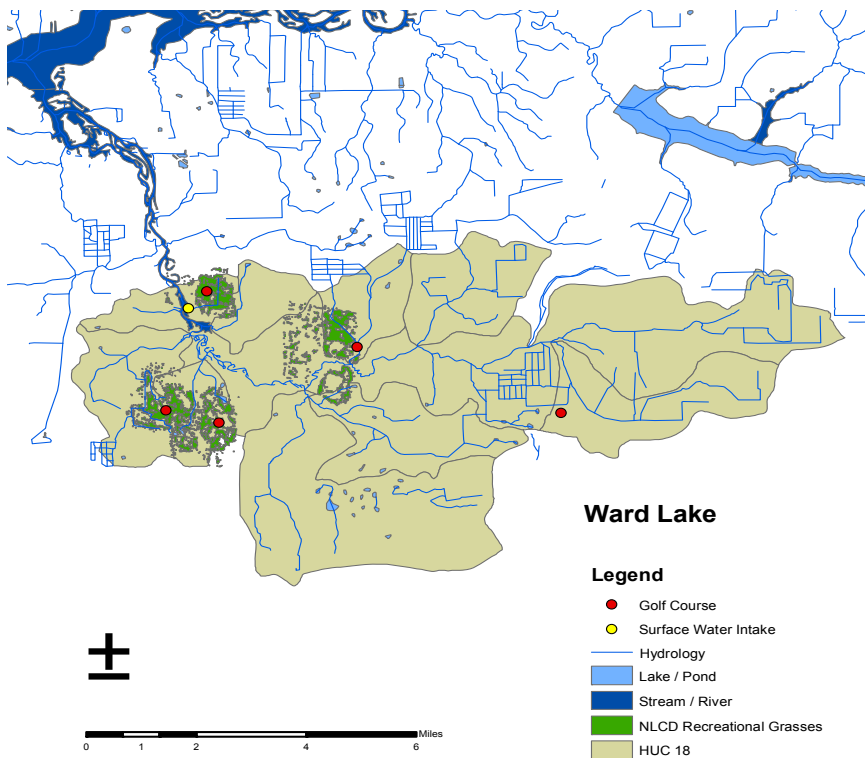 Ward Lake
Legend
Golf Course
Surface Water Intake
Hydrology
Lake / Pond
Stream / River
NLCD Recreational Grasses
HUC 18
Miles
0 1 2 4 6